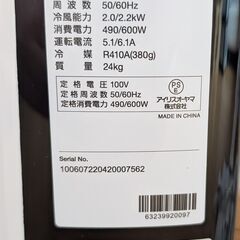 周波数 50/60Hz
冷風能力 2.0/2.2kW
消費電力 490/600W
運転電流 5.1/6.1A
冷媒 R410A(380g)
質量 24kg
定格電圧 100V
定格周波数 50/60Hz
定格消費電力 490/600W
PSE
アイリスオーヤマ
株式会社
MADE IN CHINA
Serial No.
100607220420007562
63239920097